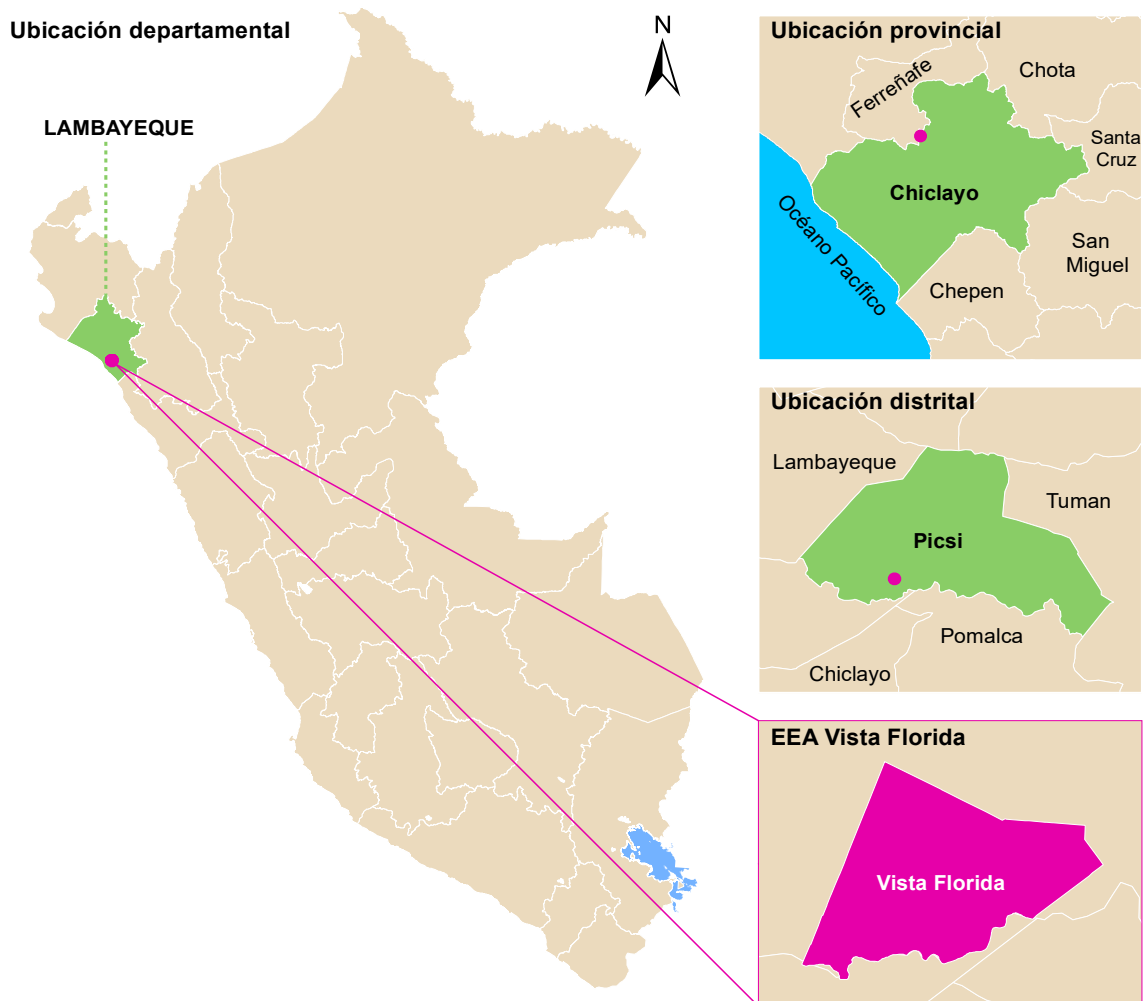 Ubicación departamental
N
LAMBAYEQUE
Ubicación provincial
Ferreñafe
Chota
Santa
Cruz
Chiclayo
Océano Pacífico
San
Miguel
Chepen
Ubicación distrital
Lambayeque
Tuman
Picsi
Pomalca
Chiclayo
EEA Vista Florida
Vista Florida